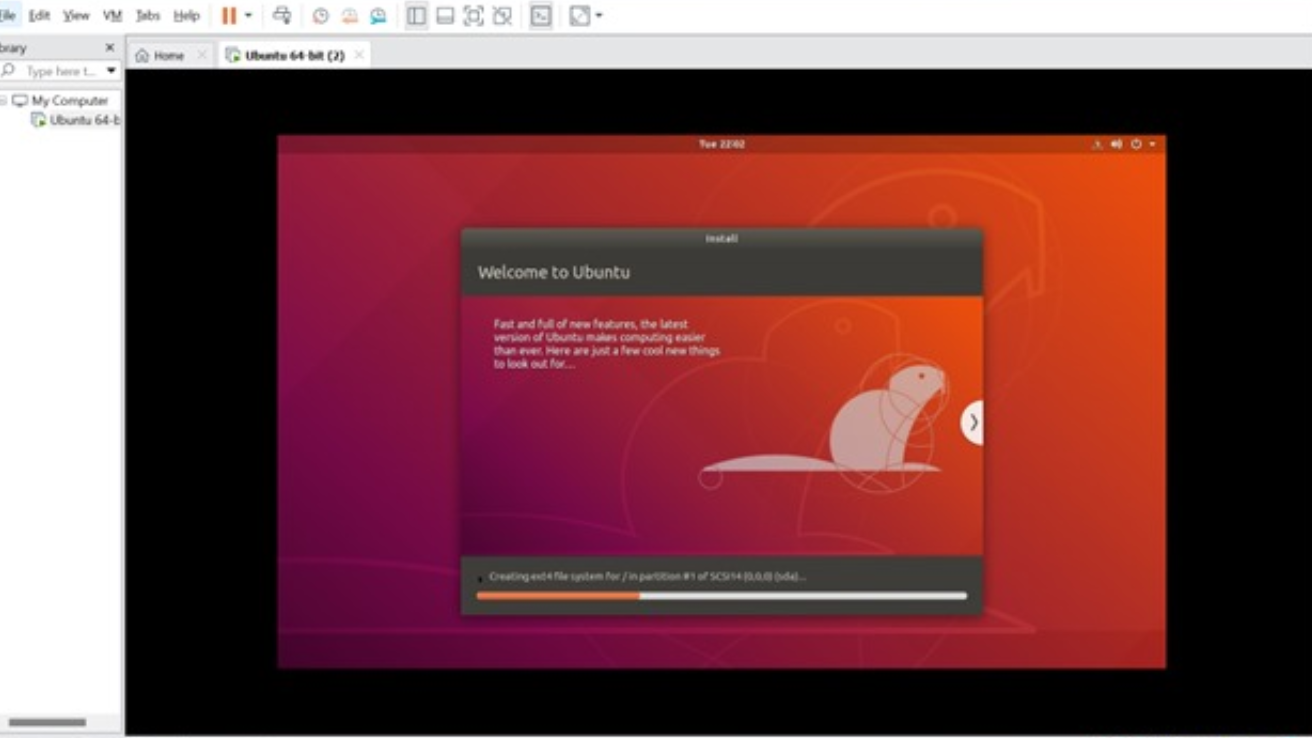 File Edit View VM Tabs Help
brary
Home
Ubuntu 64-bit (2)
Type here t...
My Computer
Ubuntu 64-b
Tue 22:02
Install
Welcome to Ubuntu
Fast and full of new features, the latest
version of Ubuntu makes computing easier
than ever. Here are just a few cool new things
to look out for...
Creating ext4 file system for / in partition #1 of SCSI14 (0,0,0) (sda)...